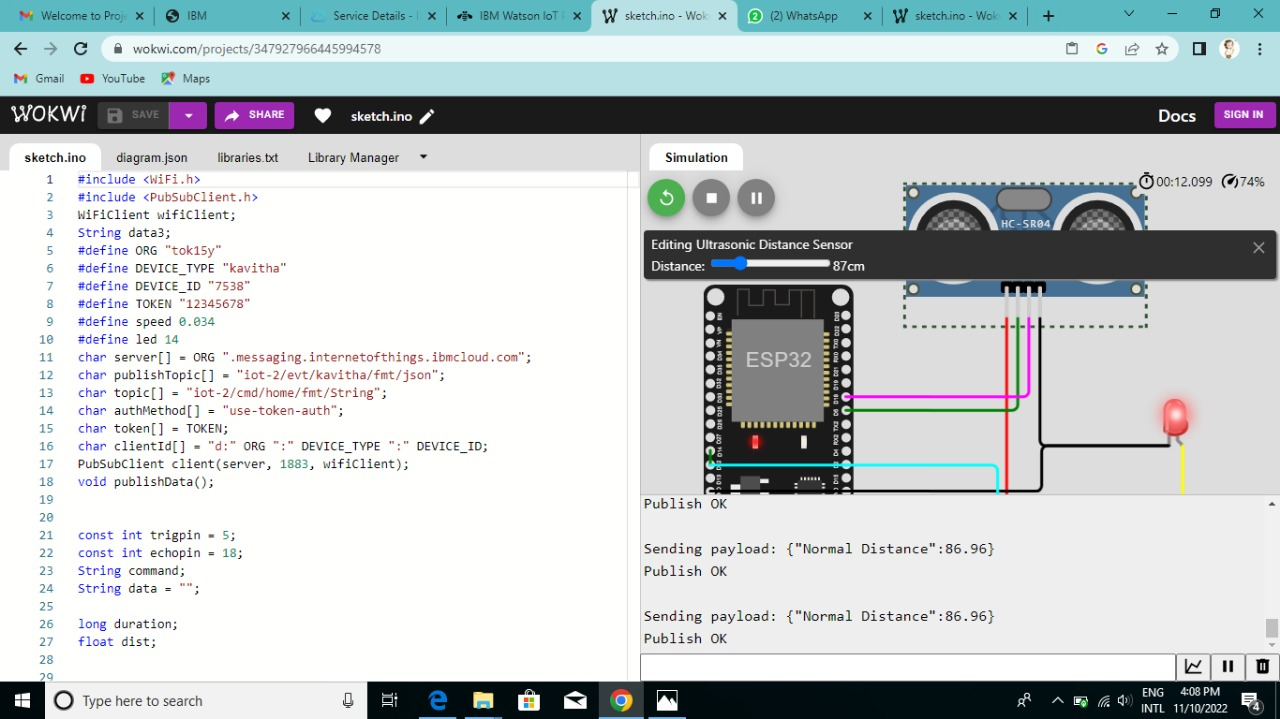 Welcome to Proje
IBM
Service Details - I
IBM Watson IoT P
sketch.ino - Wok
(2) WhatsApp
sketch.ino - Wok
wokwi.com/projects/347927966445994578
Gmail
YouTube
Maps
WOKWI
SAVE
SHARE
sketch.ino
Docs
SIGN IN
sketch.ino
diagram.json
libraries.txt
Library Manager
1 #include <WiFi.h>
2 #include <PubSubClient.h>
3 WiFiClient wifiClient;
4 String data3;
5 #define ORG "tok15y"
6 #define DEVICE_TYPE "kavitha"
7 #define DEVICE_ID "7538"
8 #define TOKEN "12345678"
9 #define speed 0.034
10 #define led 14
11 char server[] = ORG ".messaging.internetofthings.ibmcloud.com";
12 char publishTopic[] = "iot-2/evt/kavitha/fmt/json";
13 char topic[] = "iot-2/cmd/home/fmt/String";
14 char authMethod[] = "use-token-auth";
15 char token[] = TOKEN;
16 char clientId[] = "d:" ORG ":" DEVICE_TYPE ":" DEVICE_ID;
17 PubSubClient client(server, 1883, wifiClient);
18 void publishData();
19
20
21 const int trigpin = 5;
22 const int echopin = 18;
23 String command;
24 String data = "";
25
26 long duration;
27 float dist;
28
29
Simulation
00:12.099
74%
HC-SR04
Editing Ultrasonic Distance Sensor
Distance:
87cm
ESP32
Publish OK
Sending payload: {"Normal Distance":86.96}
Publish OK
Sending payload: {"Normal Distance":86.96}
Publish OK
Type here to search
ENG
INTL
4:08 PM
11/10/2022
4